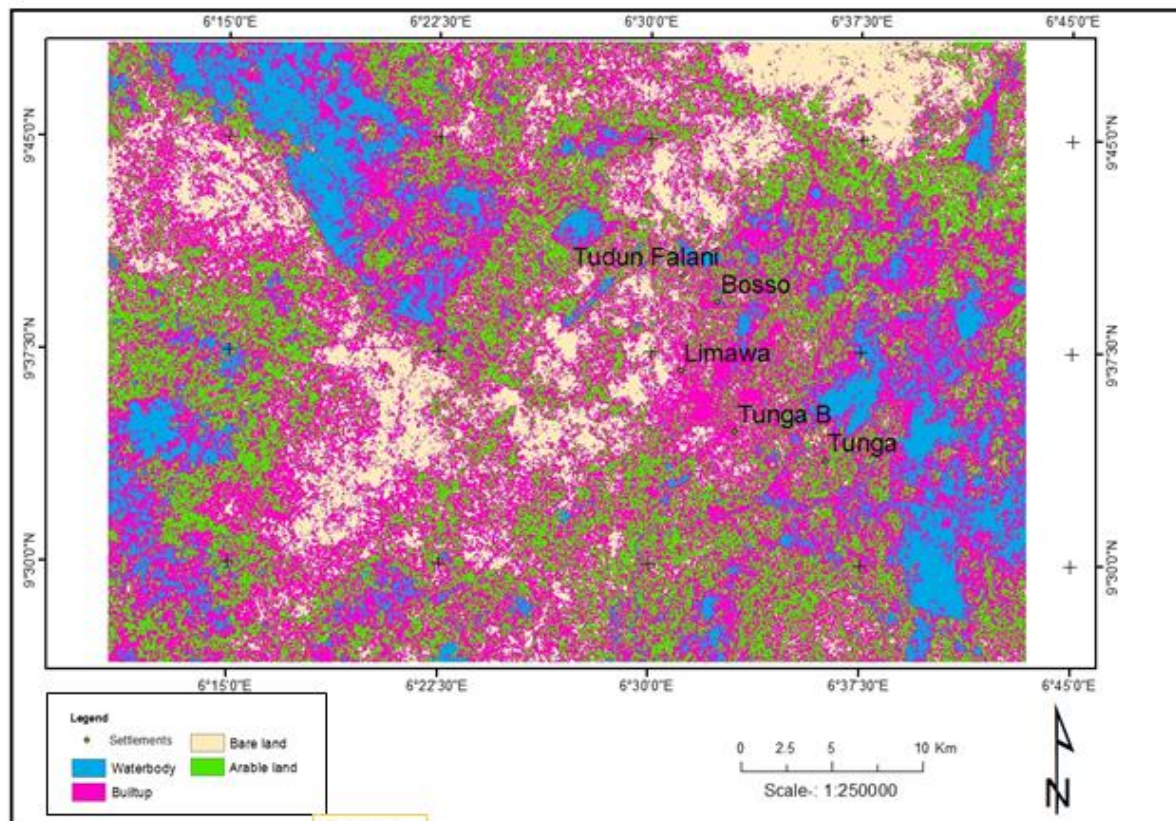 6°15'0"E 6°22'30"E 6°30'0"E 6°37'30"E 6°45'0"E
9°45'0"N 9°45'0"N
Tudun Falani
Bosso
9°37'30"N 9°37'30"N
Limawa
Tunga B
Tunga
9°30'0"N 9°30'0"N
6°15'0"E 6°22'30"E 6°30'0"E 6°37'30"E 6°45'0"E
Legend
Settlements Bare land
Waterbody Arable land
Builtup
0 2.5 5 10 Km
Scale-: 1:250000
N